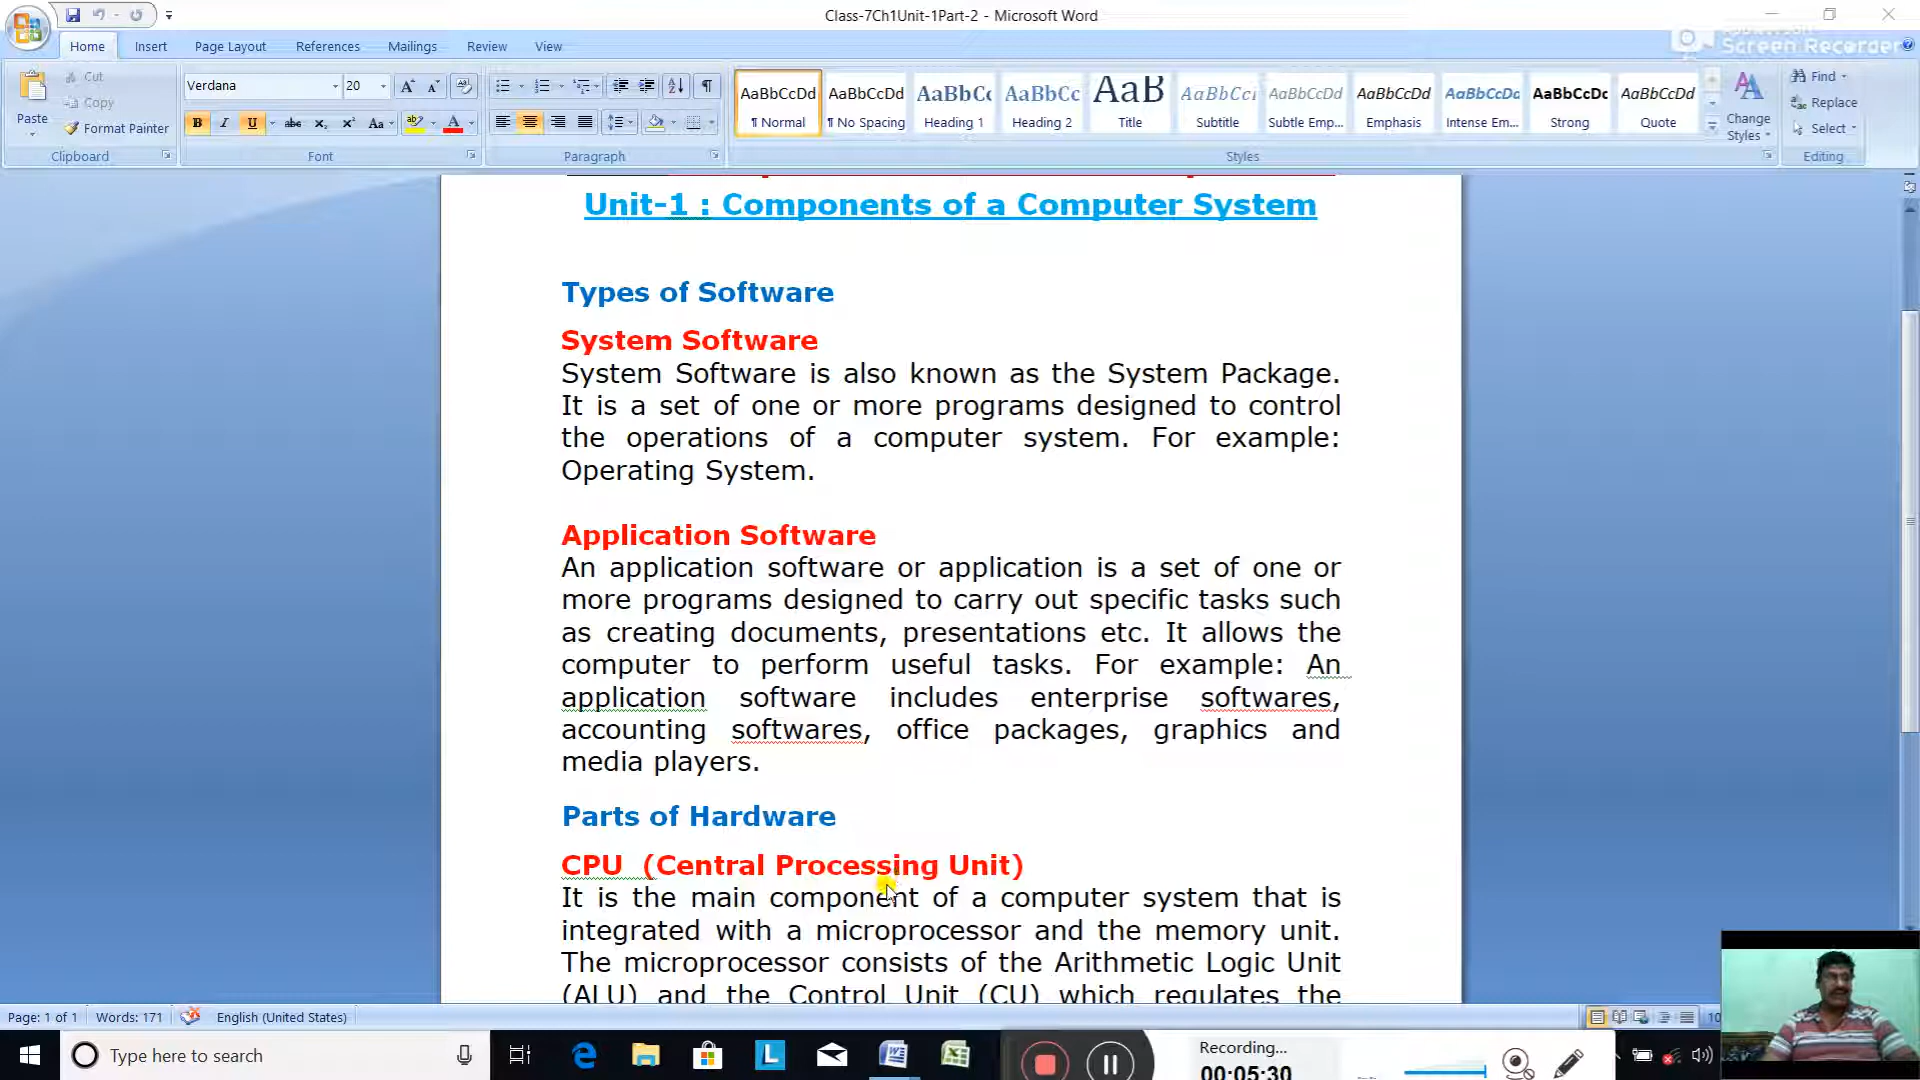 Class-7Ch1Unit-1Part-2 - Microsoft Word
Screen Recorder
Home Insert Page Layout References Mailings Review View
Paste
Cut
Copy
Format Painter
Clipboard
Verdana 20
B I U abc x₂ x² Aa
Font
Paragraph
AaBbCcDd AaBbCcDd AaBbCc AaBbCc AaB AaBbCcI AaBbCcDd AaBbCcDd AaBbCcDc AaBbCcDc AaBbCcDd
¶ Normal ¶ No Spacing Heading 1 Heading 2 Title Subtitle Subtle Emp... Emphasis Intense Em... Strong Quote
Change Styles
Styles
Find
Replace
Select
Editing
Unit-1 : Components of a Computer System
Types of Software
System Software
System Software is also known as the System Package.
It is a set of one or more programs designed to control
the operations of a computer system. For example:
Operating System.
Application Software
An application software or application is a set of one or
more programs designed to carry out specific tasks such
as creating documents, presentations etc. It allows the
computer to perform useful tasks. For example: An
application software includes enterprise softwares,
accounting softwares, office packages, graphics and
media players.
Parts of Hardware
CPU (Central Processing Unit)
It is the main component of a computer system that is
integrated with a microprocessor and the memory unit.
The microprocessor consists of the Arithmetic Logic Unit
(ALU) and the Control Unit (CU) which regulates the
Page: 1 of 1 Words: 171 English (United States)
Type here to search
Recording...
00:05:30